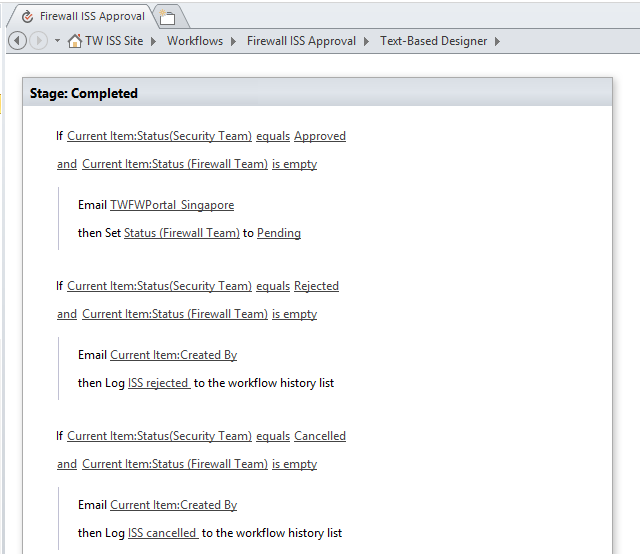 Firewall ISS Approval
TW ISS Site Workflows Firewall ISS Approval Text-Based Designer
Stage: Completed
If Current Item:Status(Security Team) equals Approved
and Current Item:Status (Firewall Team) is empty
Email TWFWPortal_Singapore
then Set Status (Firewall Team) to Pending
If Current Item:Status(Security Team) equals Rejected
and Current Item:Status (Firewall Team) is empty
Email Current Item:Created By
then Log ISS rejected to the workflow history list
If Current Item:Status(Security Team) equals Cancelled
and Current Item:Status (Firewall Team) is empty
Email Current Item:Created By
then Log ISS cancelled to the workflow history list